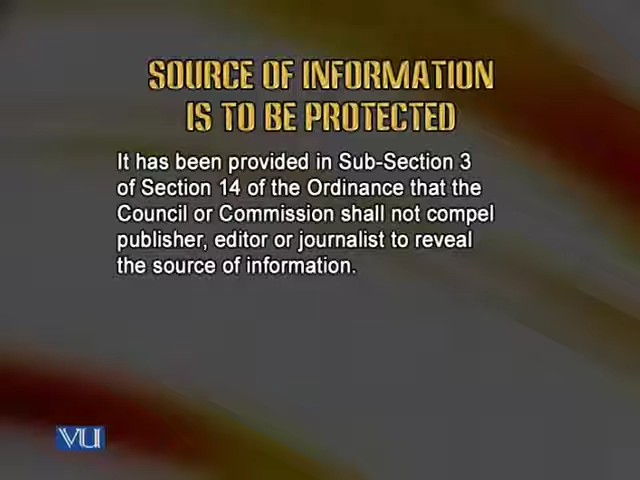 SOURCE OF INFORMATION
IS TO BE PROTECTED
It has been provided in Sub-Section 3
of Section 14 of the Ordinance that the
Council or Commission shall not compel
publisher, editor or journalist to reveal
the source of information.
VU